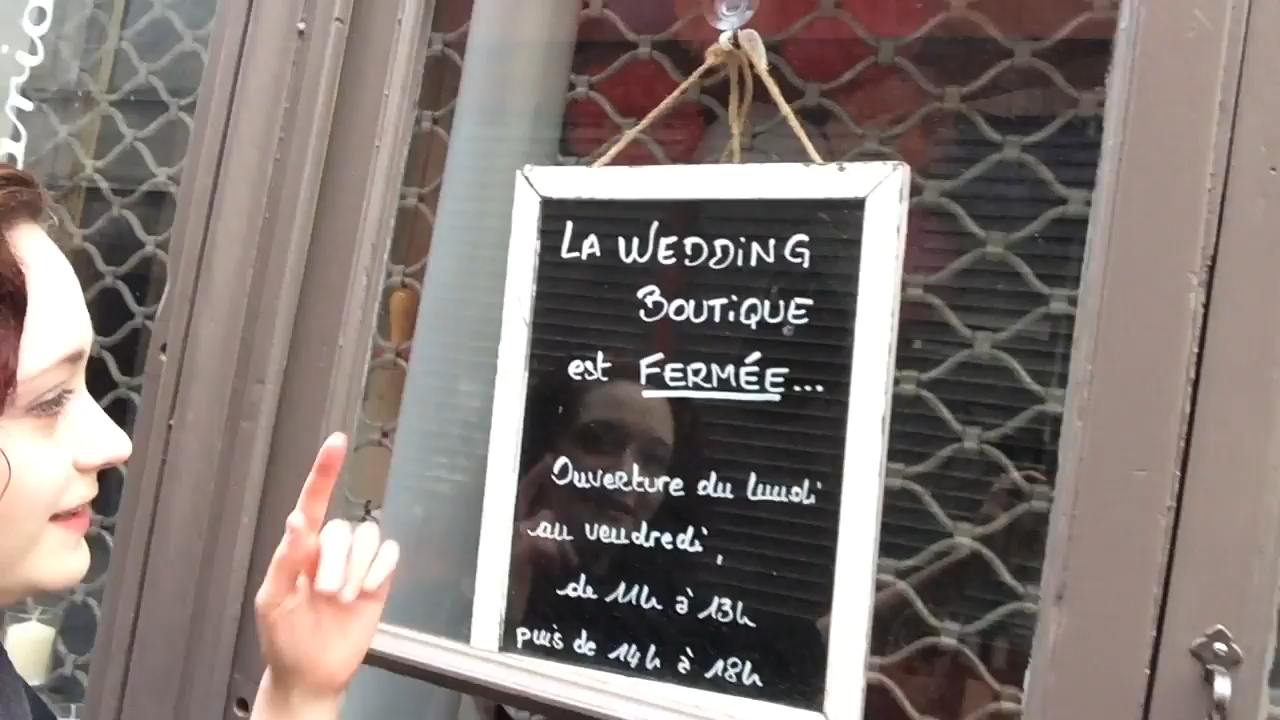 LA WEDDiNG
BOUTiQUE
est FERMÉE...
Ouverture du lundi
au vendredi,
de 11h à 13h
puis de 14h à 18h